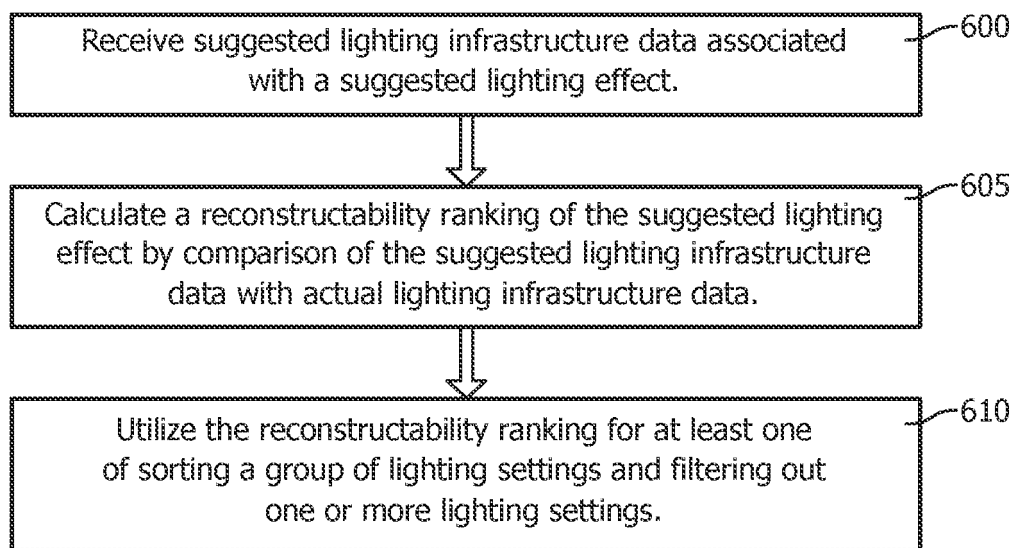 Receive suggested lighting infrastructure data associated
with a suggested lighting effect.
600
Calculate a reconstructability ranking of the suggested lighting
effect by comparison of the suggested lighting infrastructure
data with actual lighting infrastructure data.
605
Utilize the reconstructability ranking for at least one
of sorting a group of lighting settings and filtering out
one or more lighting settings.
610